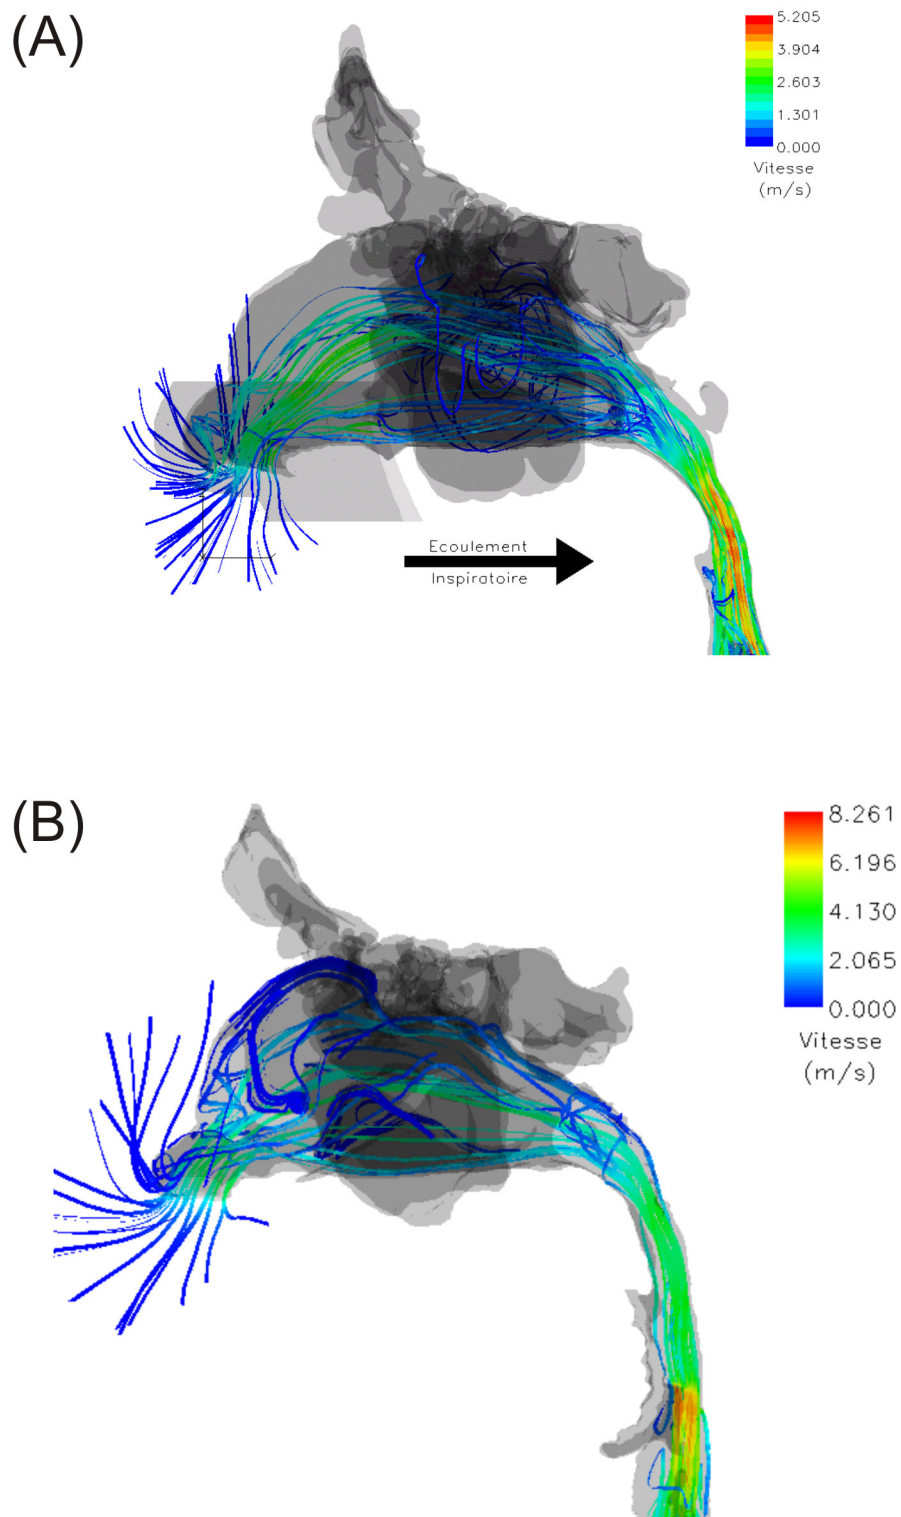 (A)
5.205
3.904
2.603
1.301
0.000
Vitesse
(m/s)
Ecoulement
Inspiratoire
(B)
8.261
6.196
4.130
2.065
0.000
Vitesse
(m/s)